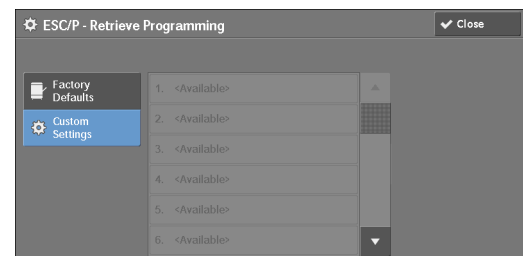 ESC/P - Retrieve Programming
Close
Factory
Defaults
Custom
Settings
1. <Available>
2. <Available>
3. <Available>
4. <Available>
5. <Available>
6. <Available>